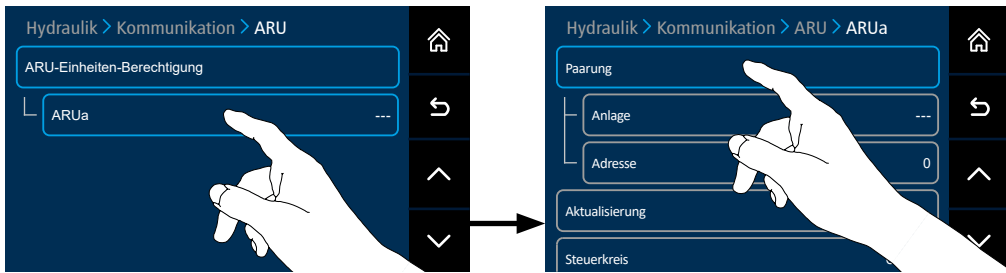 Hydraulik > Kommunikation > ARU
ARU-Einheiten-Berechtigung
ARUa ---
Hydraulik > Kommunikation > ARU > ARUa
Paarung
Anlage ---
Adresse 0
Aktualisierung
Steuerkreis